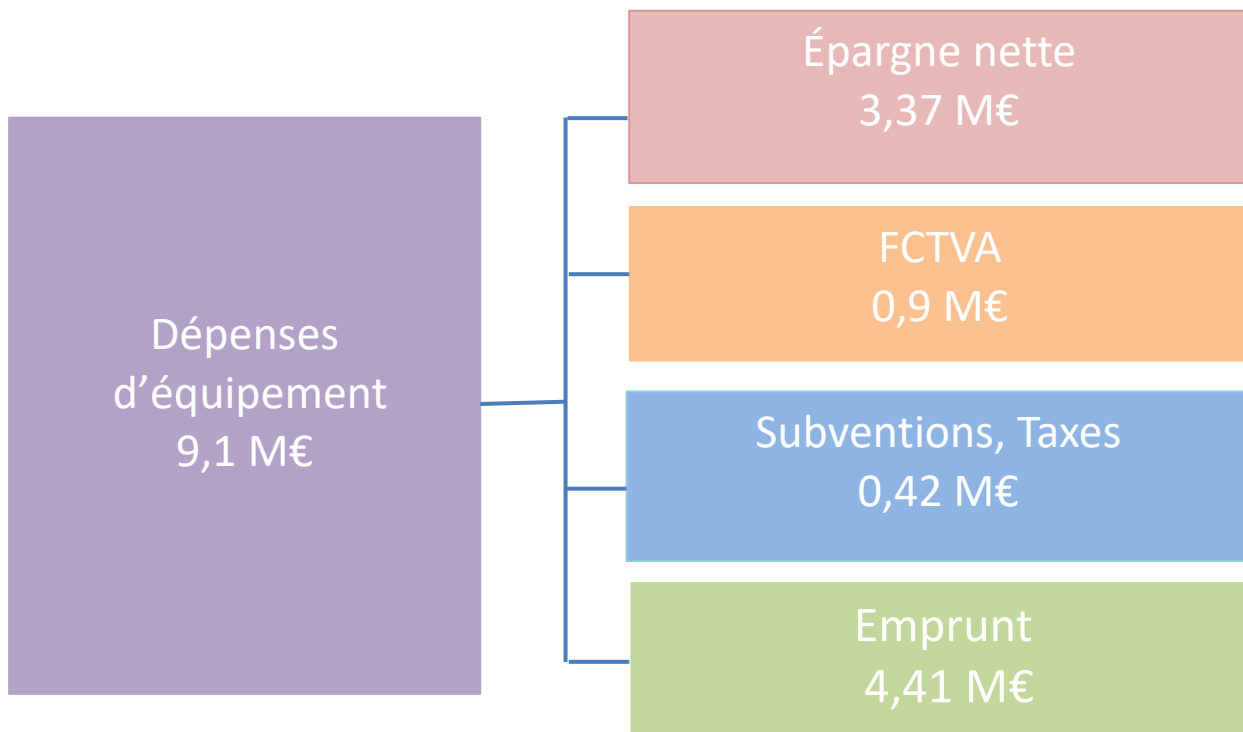 Dépenses
d’équipement
9,1 M€
Épargne nette
3,37 M€
FCTVA
0,9 M€
Subventions, Taxes
0,42 M€
Emprunt
4,41 M€